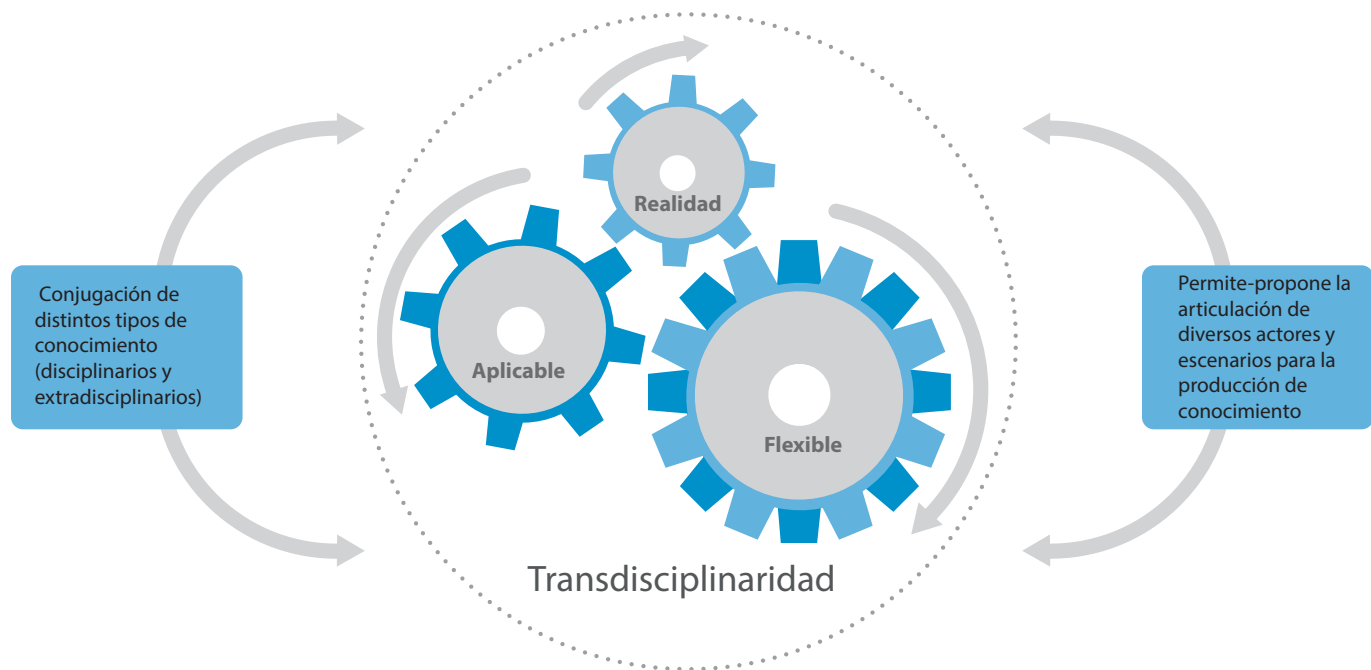 Realidad
Conjugación de
distintos tipos de
conocimiento
(disciplinarios y
extradisciplinarios)
Aplicable
Flexible
Permite-propone la
articulación de
diversos actores y
escenarios para la
producción de
conocimiento
Transdisciplinaridad